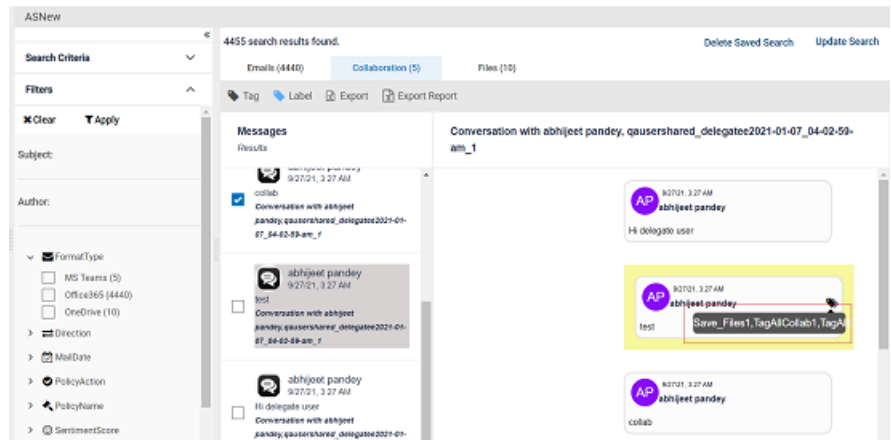 ASNew
«
Search Criteria
Filters
Clear Apply
Subject:
Author:
FormatType
MS Teams (5)
Office365 (4440)
OneDrive (10)
Direction
MailDate
PolicyAction
PolicyName
SentimentScore
4455 search results found.
Delete Saved Search Update Search
Emails (4440) Collaboration (5) Files (10)
Tag Label Export Export Report
Messages
Results
abhijeet pandey
9/27/21, 3:27 AM
collab
Conversation with abhijeet
pandey,qausershared_delegatee2021-01-
07_04-02-59-am_1
abhijeet pandey
9/27/21, 3:27 AM
test
Conversation with abhijeet
pandey,qausershared_delegatee2021-01-
07_04-02-59-am_1
abhijeet pandey
9/27/21, 3:27 AM
Hi delegate user
Conversation with abhijeet
pandey,qausershared_delegatee2021-01-
Conversation with abhijeet pandey, qausershared_delegatee2021-01-07_04-02-59-
am_1
AP
9/27/21, 3:27 AM
abhijeet pandey
Hi delegate user
AP
9/27/21, 3:27 AM
abhijeet pandey
test
Save_Files1,TagAllCollab1,TagAl
AP
9/27/21, 3:27 AM
abhijeet pandey
collab